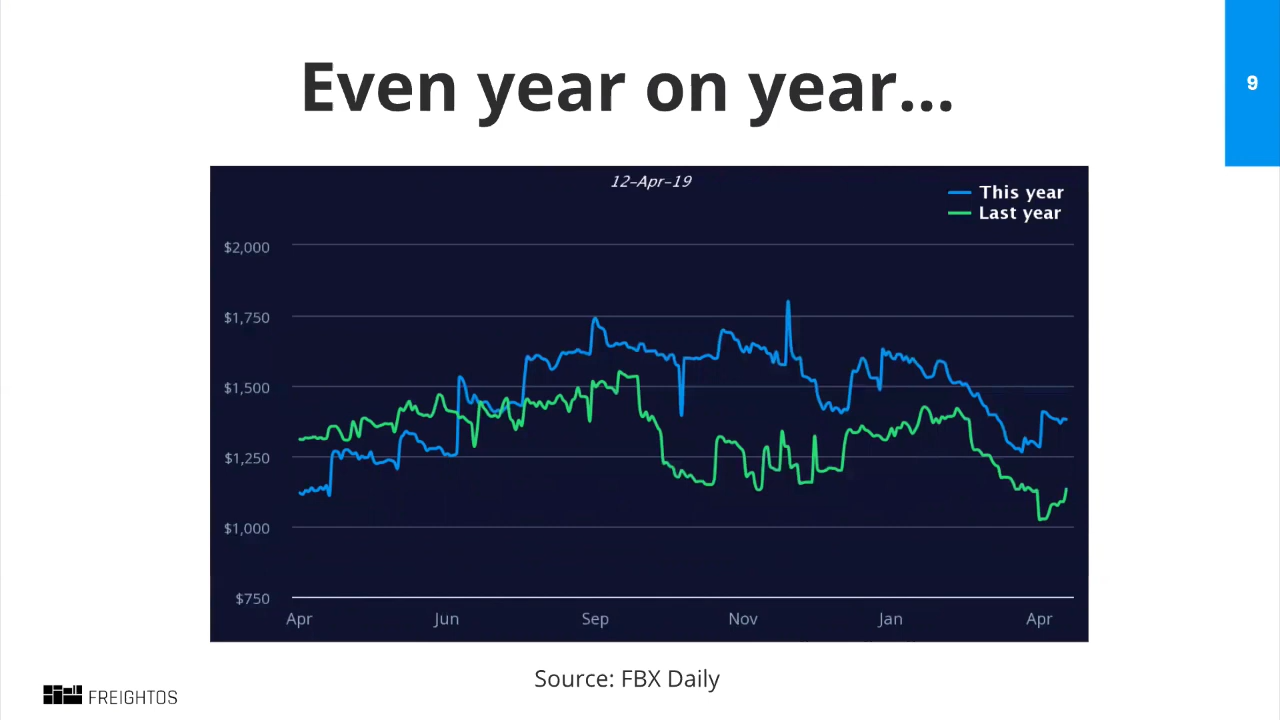 Even year on year...
9
12-Apr-19
This year
Last year
$2,000
$1,750
$1,500
$1,250
$1,000
$750
Apr Jun Sep Nov Jan Apr
Source: FBX Daily
FREIGHTOS